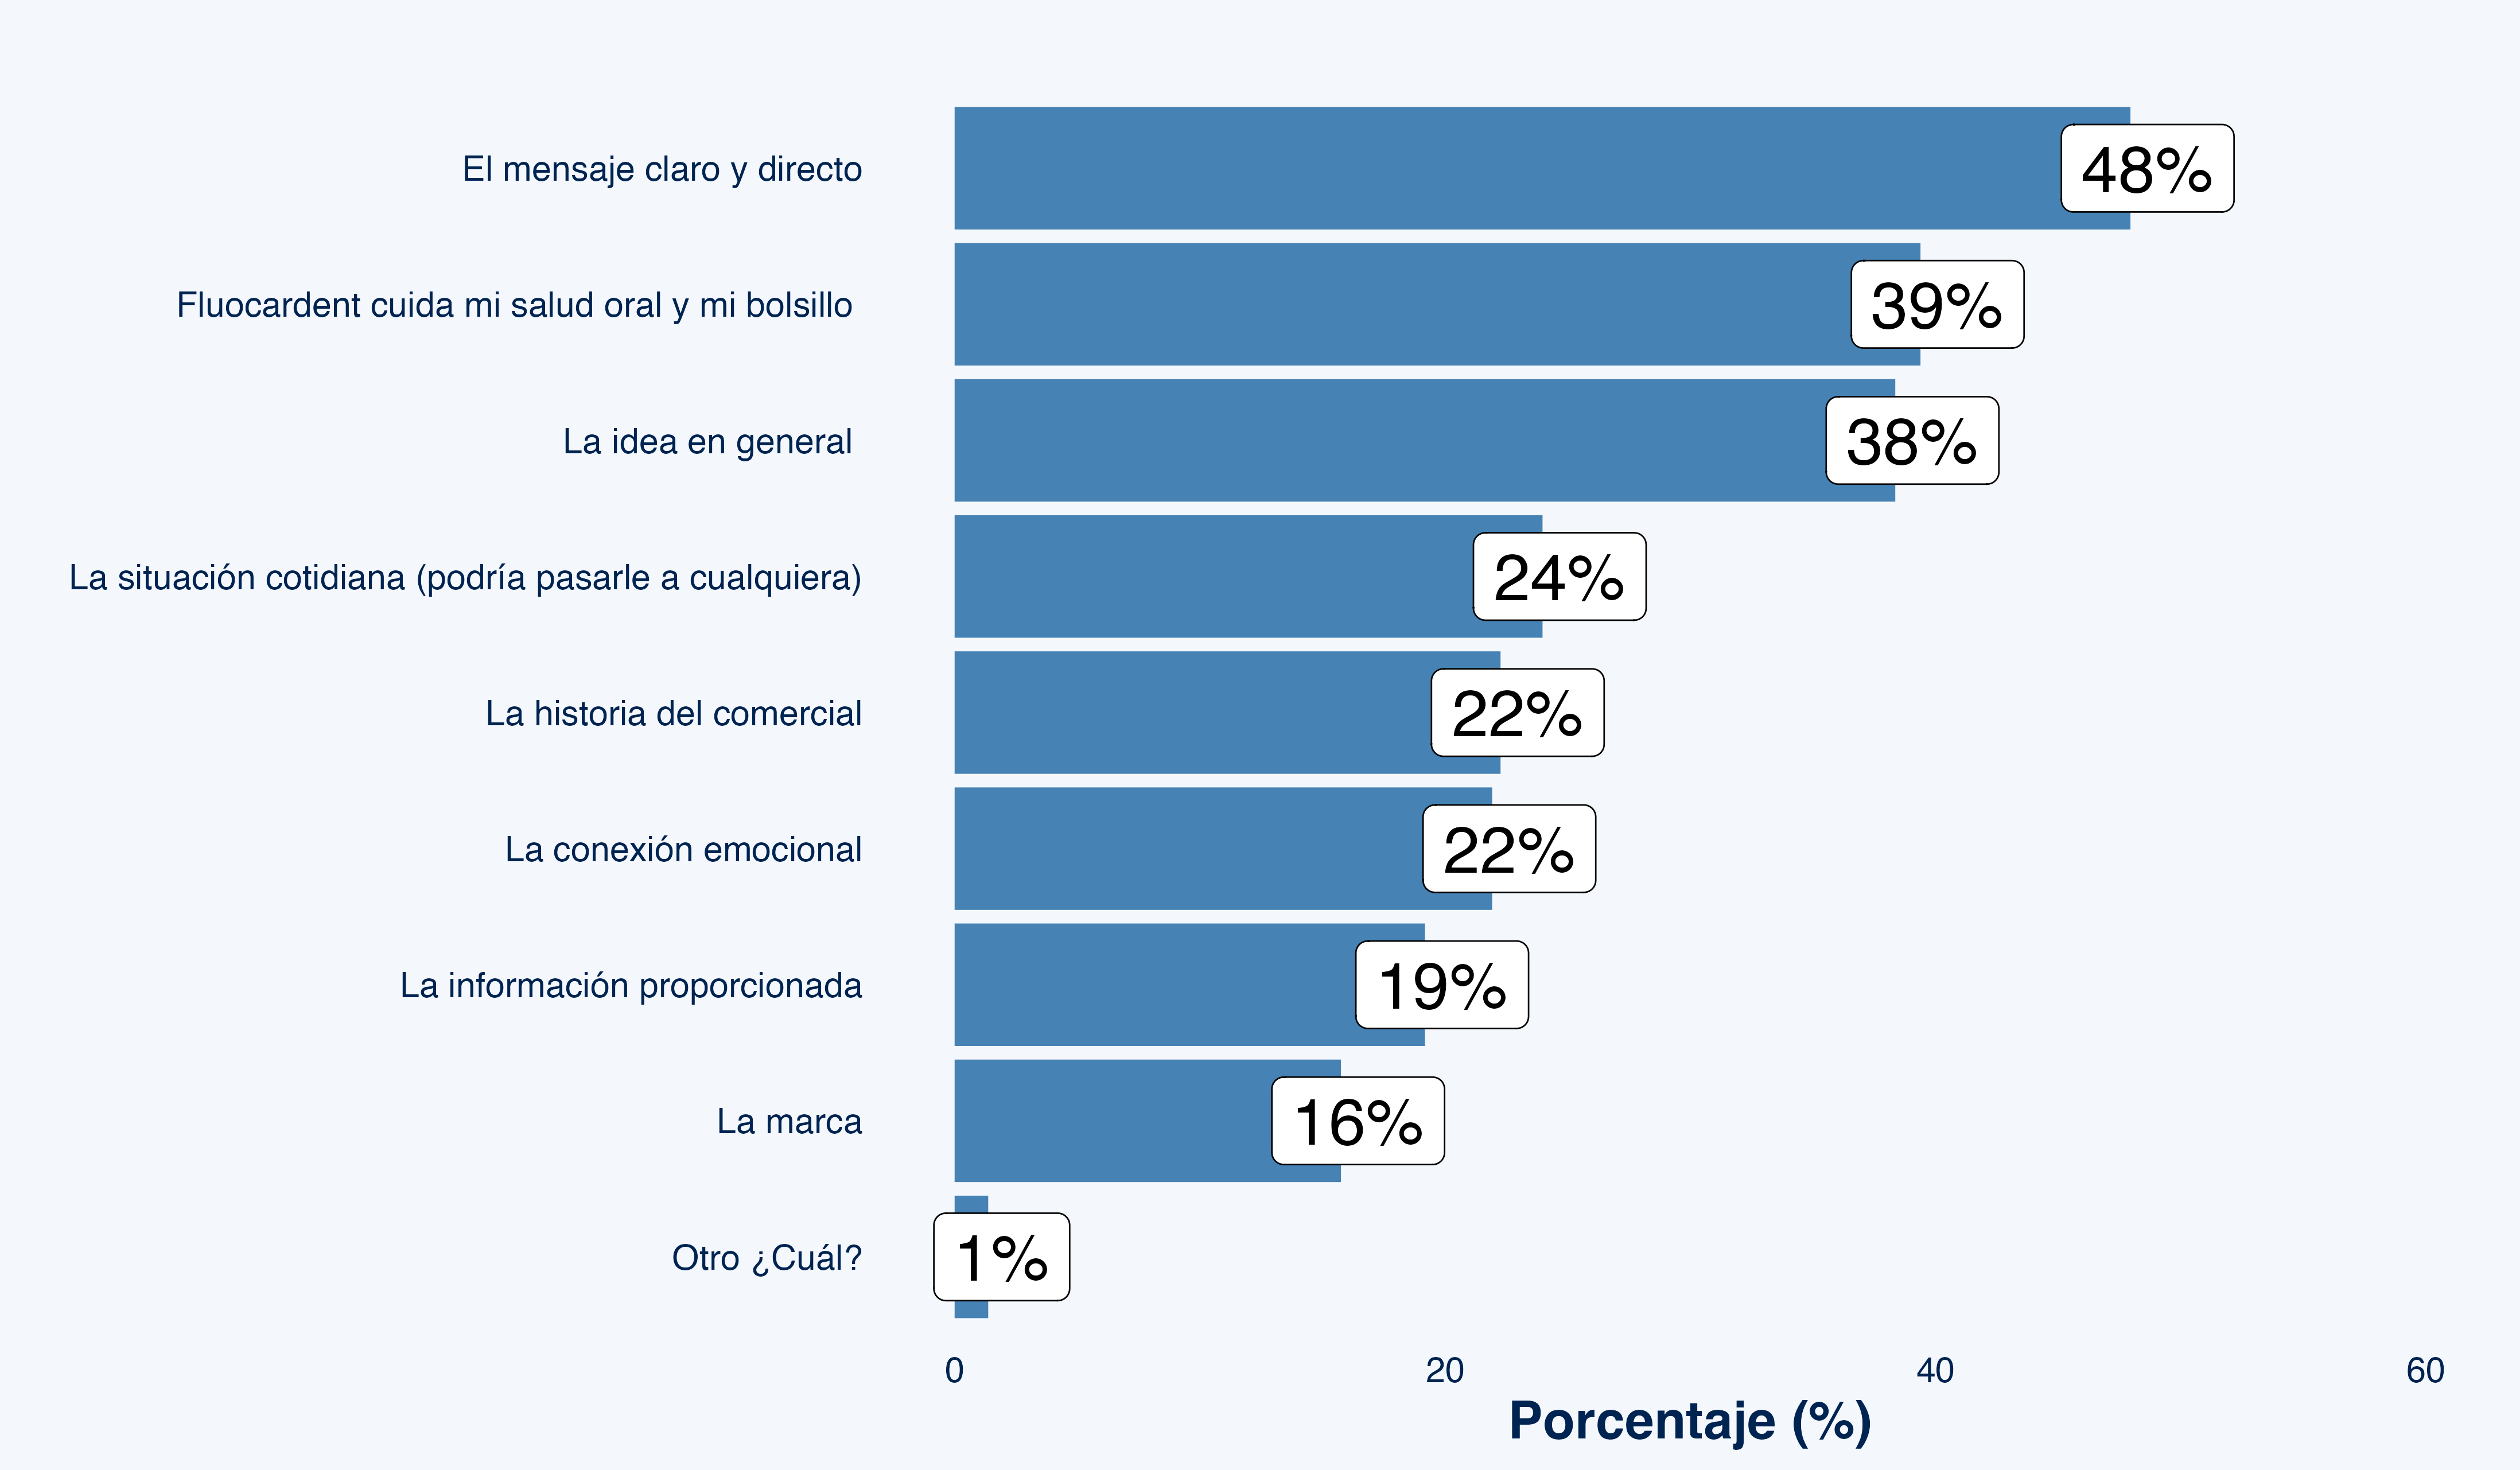 El mensaje claro y directo 48%
Fluocardent cuida mi salud oral y mi bolsillo 39%
La idea en general 38%
La situación cotidiana (podría pasarle a cualquiera) 24%
La historia del comercial 22%
La conexión emocional 22%
La información proporcionada 19%
La marca 16%
Otro ¿Cuál? 1%
0 20 40 60
Porcentaje (%)